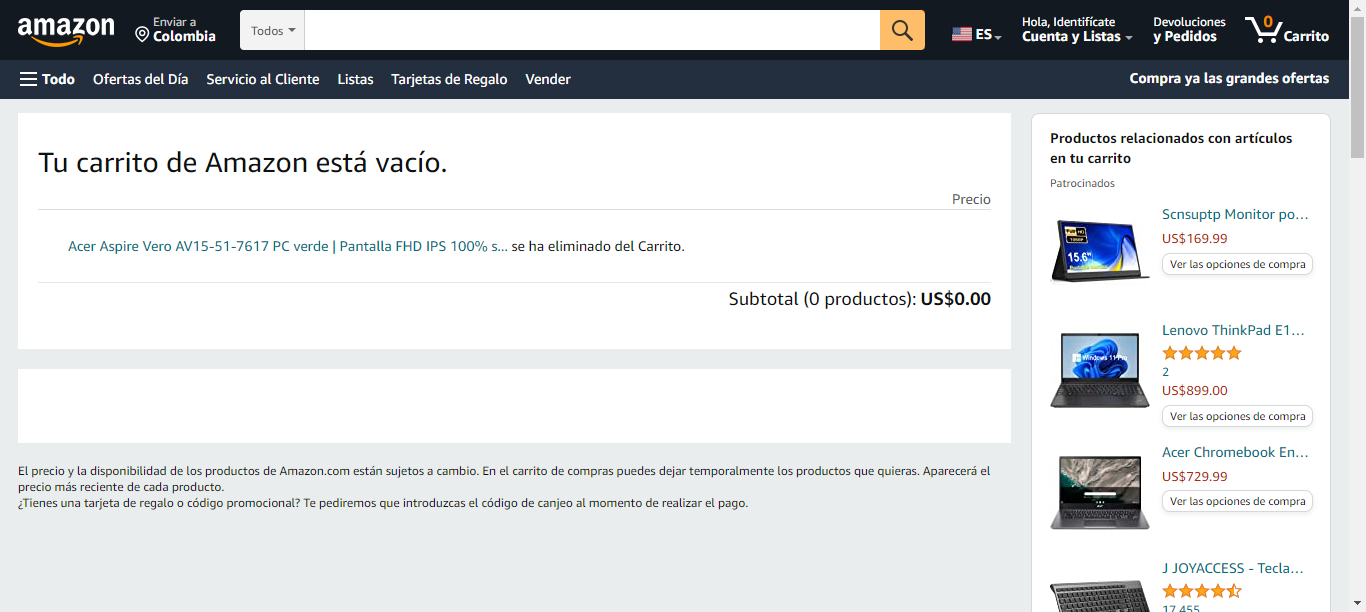 amazon
Enviar a
Colombia
Todos
ES
Hola, Identifícate
Cuenta y Listas
Devoluciones
y Pedidos
0
Carrito
Todo
Ofertas del Día
Servicio al Cliente
Listas
Tarjetas de Regalo
Vender
Compra ya las grandes ofertas
Tu carrito de Amazon está vacío.
Precio
Acer Aspire Vero AV15-51-7617 PC verde | Pantalla FHD IPS 100% s... se ha eliminado del Carrito.
Subtotal (0 productos): US$0.00
El precio y la disponibilidad de los productos de Amazon.com están sujetos a cambio. En el carrito de compras puedes dejar temporalmente los productos que quieras. Aparecerá el
precio más reciente de cada producto.
¿Tienes una tarjeta de regalo o código promocional? Te pediremos que introduzcas el código de canjeo al momento de realizar el pago.
Productos relacionados con artículos
en tu carrito
Patrocinados
15.6"
Scnsuptp Monitor po...
US$169.99
Ver las opciones de compra
Windows 11 Pro
Lenovo ThinkPad E1...
2
US$899.00
Ver las opciones de compra
Acer Chromebook En...
US$729.99
Ver las opciones de compra
J JOYACCESS - Tecla...
17,455